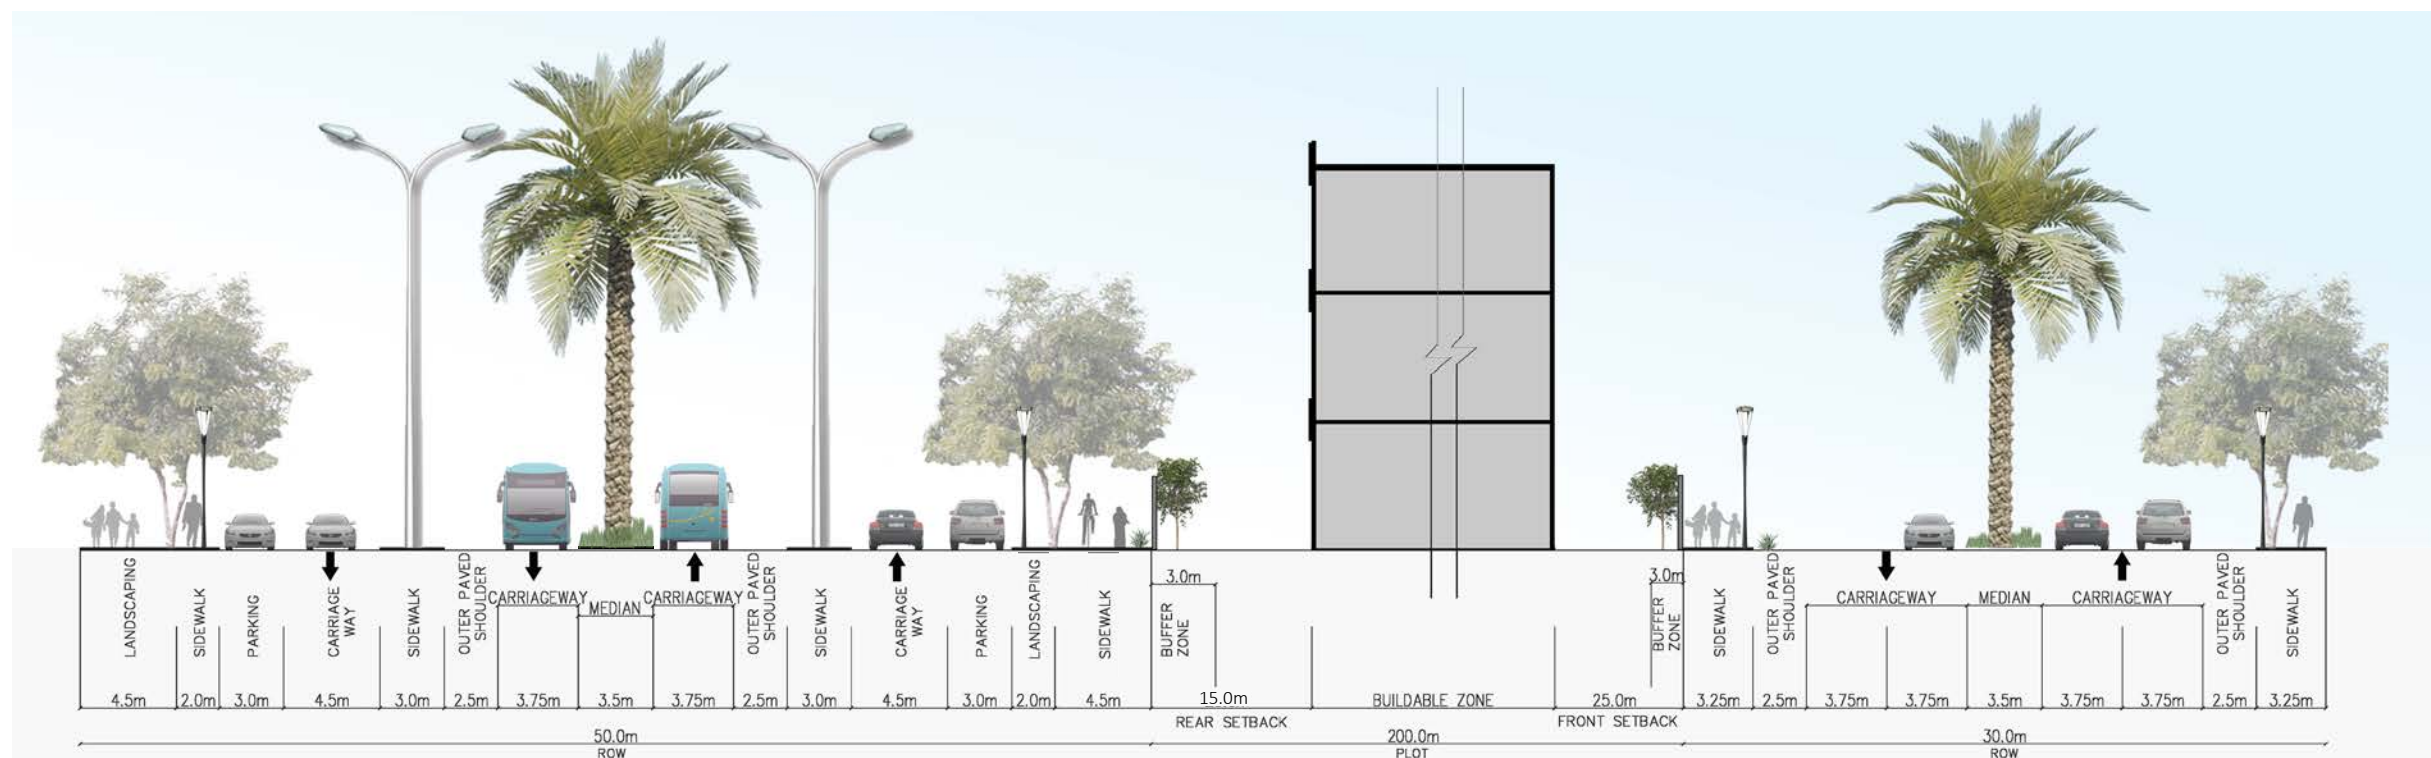 LANDSCAPING
SIDEWALK
PARKING
CARRIAGE
WAY
SIDEWALK
OUTER PAVED
SHOULDER
CARRIAGEWAY
MEDIAN
CARRIAGEWAY
OUTER PAVED
SHOULDER
SIDEWALK
CARRIAGE
WAY
PARKING
LANDSCAPING
SIDEWALK
3.0m
BUFFER
ZONE
3.0m
BUFFER
ZONE
SIDEWALK
OUTER PAVED
SHOULDER
CARRIAGEWAY
MEDIAN
CARRIAGEWAY
OUTER PAVED
SHOULDER
SIDEWALK
4.5m 2.0m 3.0m 4.5m 3.0m 2.5m 3.75m 3.5m 3.75m 2.5m 3.0m 4.5m 3.0m 2.0m 4.5m 15.0m BUILDABLE ZONE 25.0m 3.25m 2.5m 3.75m 3.75m 3.5m 3.75m 3.75m 2.5m 3.25m
REAR SETBACK FRONT SETBACK
50.0m 200.0m 30.0m
ROW PLOT ROW